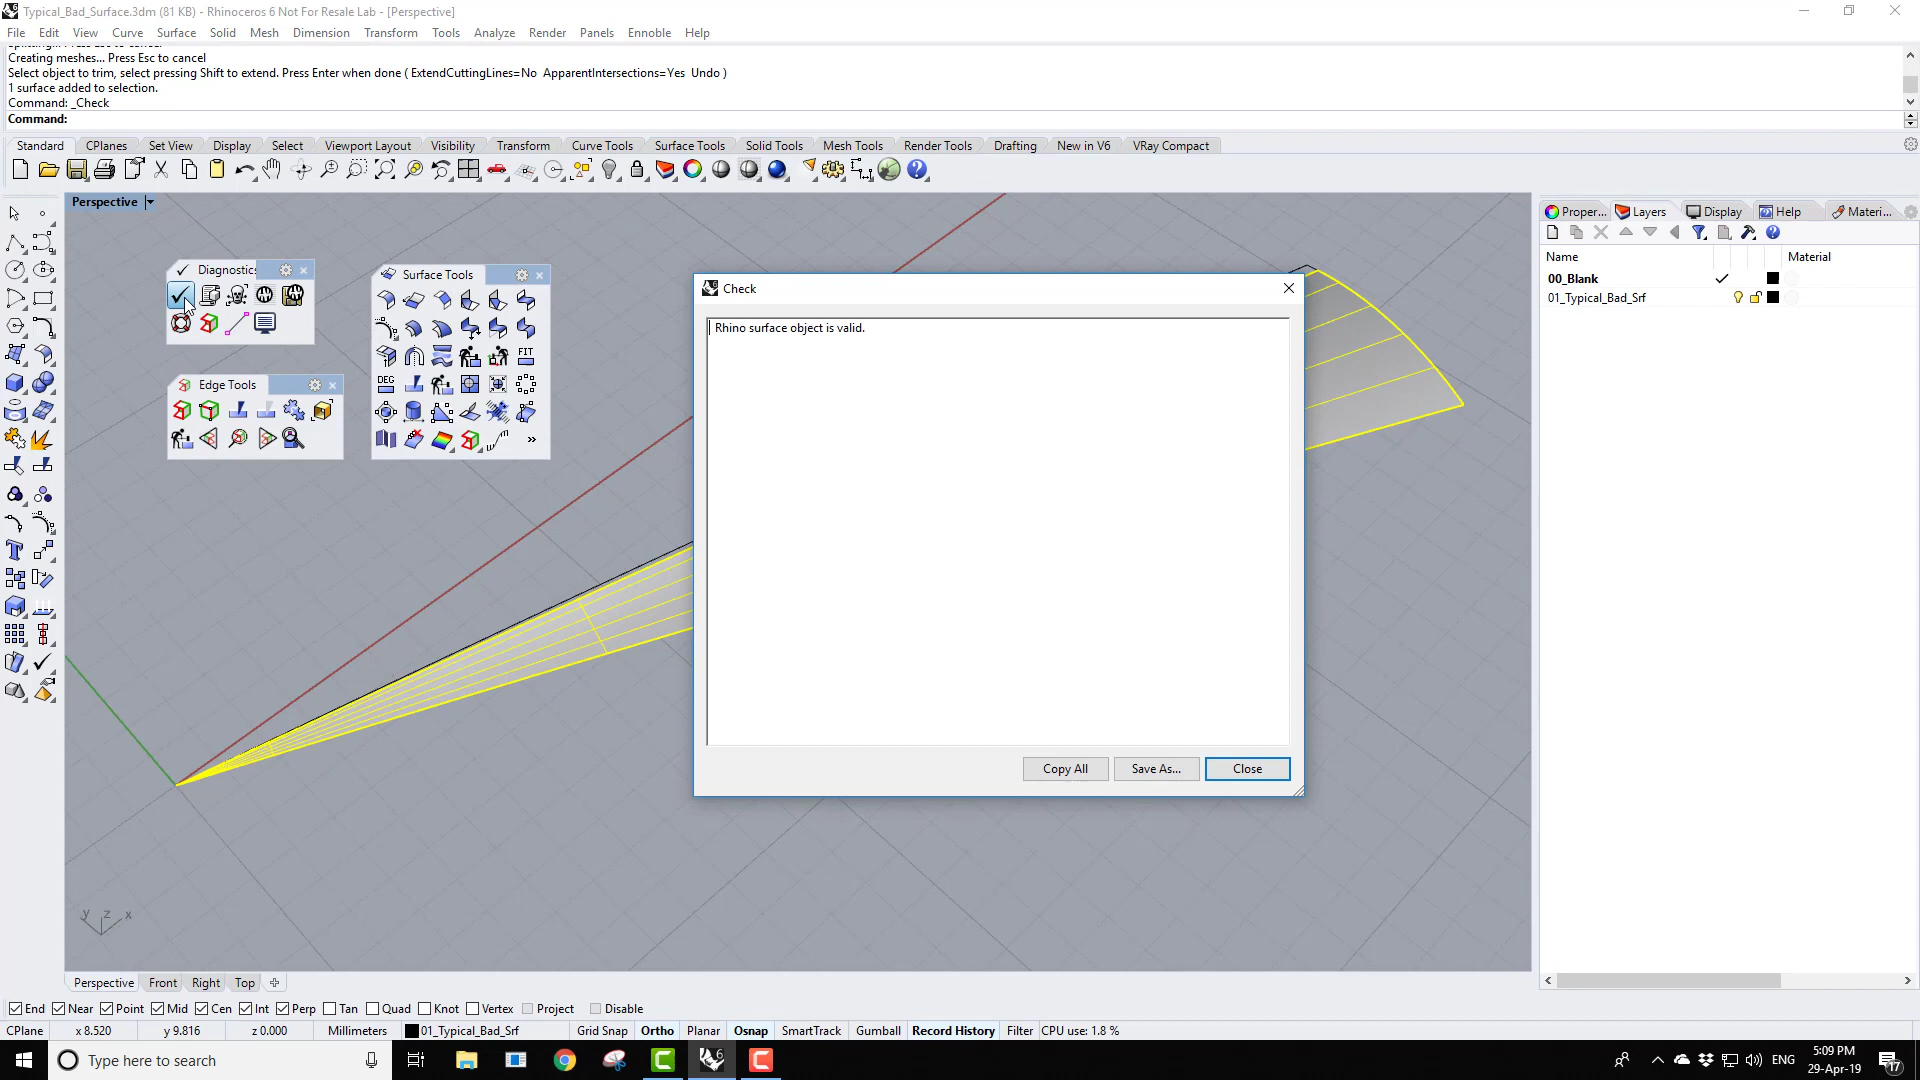 Typical_Bad_Surface.3dm (81 KB) - Rhinoceros 6 Not For Resale Lab - [Perspective]
File Edit View Curve Surface Solid Mesh Dimension Transform Tools Analyze Render Panels Ennoble Help
Creating meshes... Press Esc to cancel
Select object to trim, select pressing Shift to extend. Press Enter when done ( ExtendCuttingLines=No ApparentIntersections=Yes Undo )
1 surface added to selection.
Command: _Check
Command:
Standard CPlanes Set View Display Select Viewport Layout Visibility Transform Curve Tools Surface Tools Solid Tools Mesh Tools Render Tools Drafting New in V6 VRay Compact
Perspective
Proper... Layers Display Help Materi...
Name Material
00_Blank
01_Typical_Bad_Srf
Diagnostics
Surface Tools
FIT
DEG
Edge Tools
Check
Rhino surface object is valid.
Copy All Save As... Close
y z x
Perspective Front Right Top
End Near Point Mid Cen Int Perp Tan Quad Knot Vertex Project Disable
CPlane x 8.520 y 9.816 z 0.000 Millimeters 01_Typical_Bad_Srf Grid Snap Ortho Planar Osnap SmartTrack Gumball Record History Filter CPU use: 1.8 %
Type here to search
ENG
5:09 PM
29-Apr-19
17